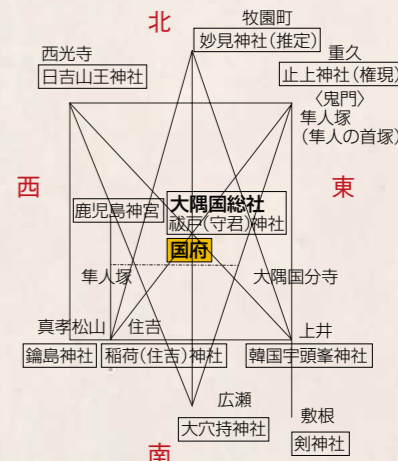 北
牧園町
妙見神社(推定)
西光寺
日吉山王神社
重久
止上神社(権現)
〈鬼門〉
隼人塚
(隼人の首塚)
西
東
鹿児島神宮
大隅国総社
祓戸(守君)神社
国府
隼人塚
大隅国分寺
真孝松山
住吉
上井
鑰島神社
稲荷(住吉)神社
韓国宇頭峯神社
広瀬
大穴持神社
敷根
剣神社
南